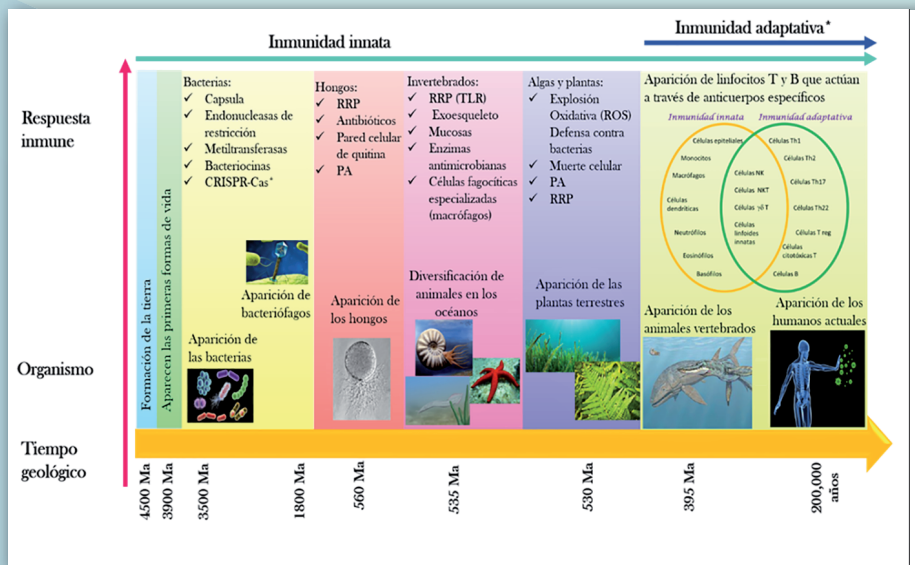 Inmunidad innata
Inmunidad adaptativa*
Respuesta
inmune
Organismo
Tiempo
geológico
Formación de la tierra
Aparecen las primeras formas de vida
Bacterias:
✓ Capsula
✓ Endonucleasas de
restricción
✓ Metiltransferasas
✓ Bacteriocinas
✓ CRISPR-Cas*
Aparición de
bacteriófagos
Aparición de
las bacterias
Hongos:
✓ RRP
✓ Antibióticos
✓ Pared celular
de quitina
✓ PA
Aparición de
los hongos
Invertebrados:
✓ RRP (TLR)
✓ Exoesqueleto
✓ Mucosas
✓ Enzimas
antimicrobianas
✓ Células fagocíticas
especializadas
(macrófagos)
Diversificación de
animales en los
océanos
Algas y plantas:
✓ Explosión
Oxidativa (ROS)
Defensa contra
bacterias
✓ Muerte celular
✓ PA
✓ RRP
Aparición de las
plantas terrestres
Aparición de linfocitos T y B que actúan
a través de anticuerpos específicos
Inmunidad innata
Inmunidad adaptativa
Células epiteliales
Monocitos
Macrófagos
Células
dendríticas
Neutrófilos
Eosinófilos
Basófilos
Células NK
Células NKT
Células γδ T
Células
linfoides
innatas
Células Th1
Células Th2
Células Th17
Células Th22
Células T reg
Células
citotóxicas T
Células B
Aparición de los
animales vertebrados
Aparición de los
humanos actuales
4500 Ma
3900 Ma
3500 Ma
1800 Ma
560 Ma
535 Ma
530 Ma
395 Ma
200,000
años